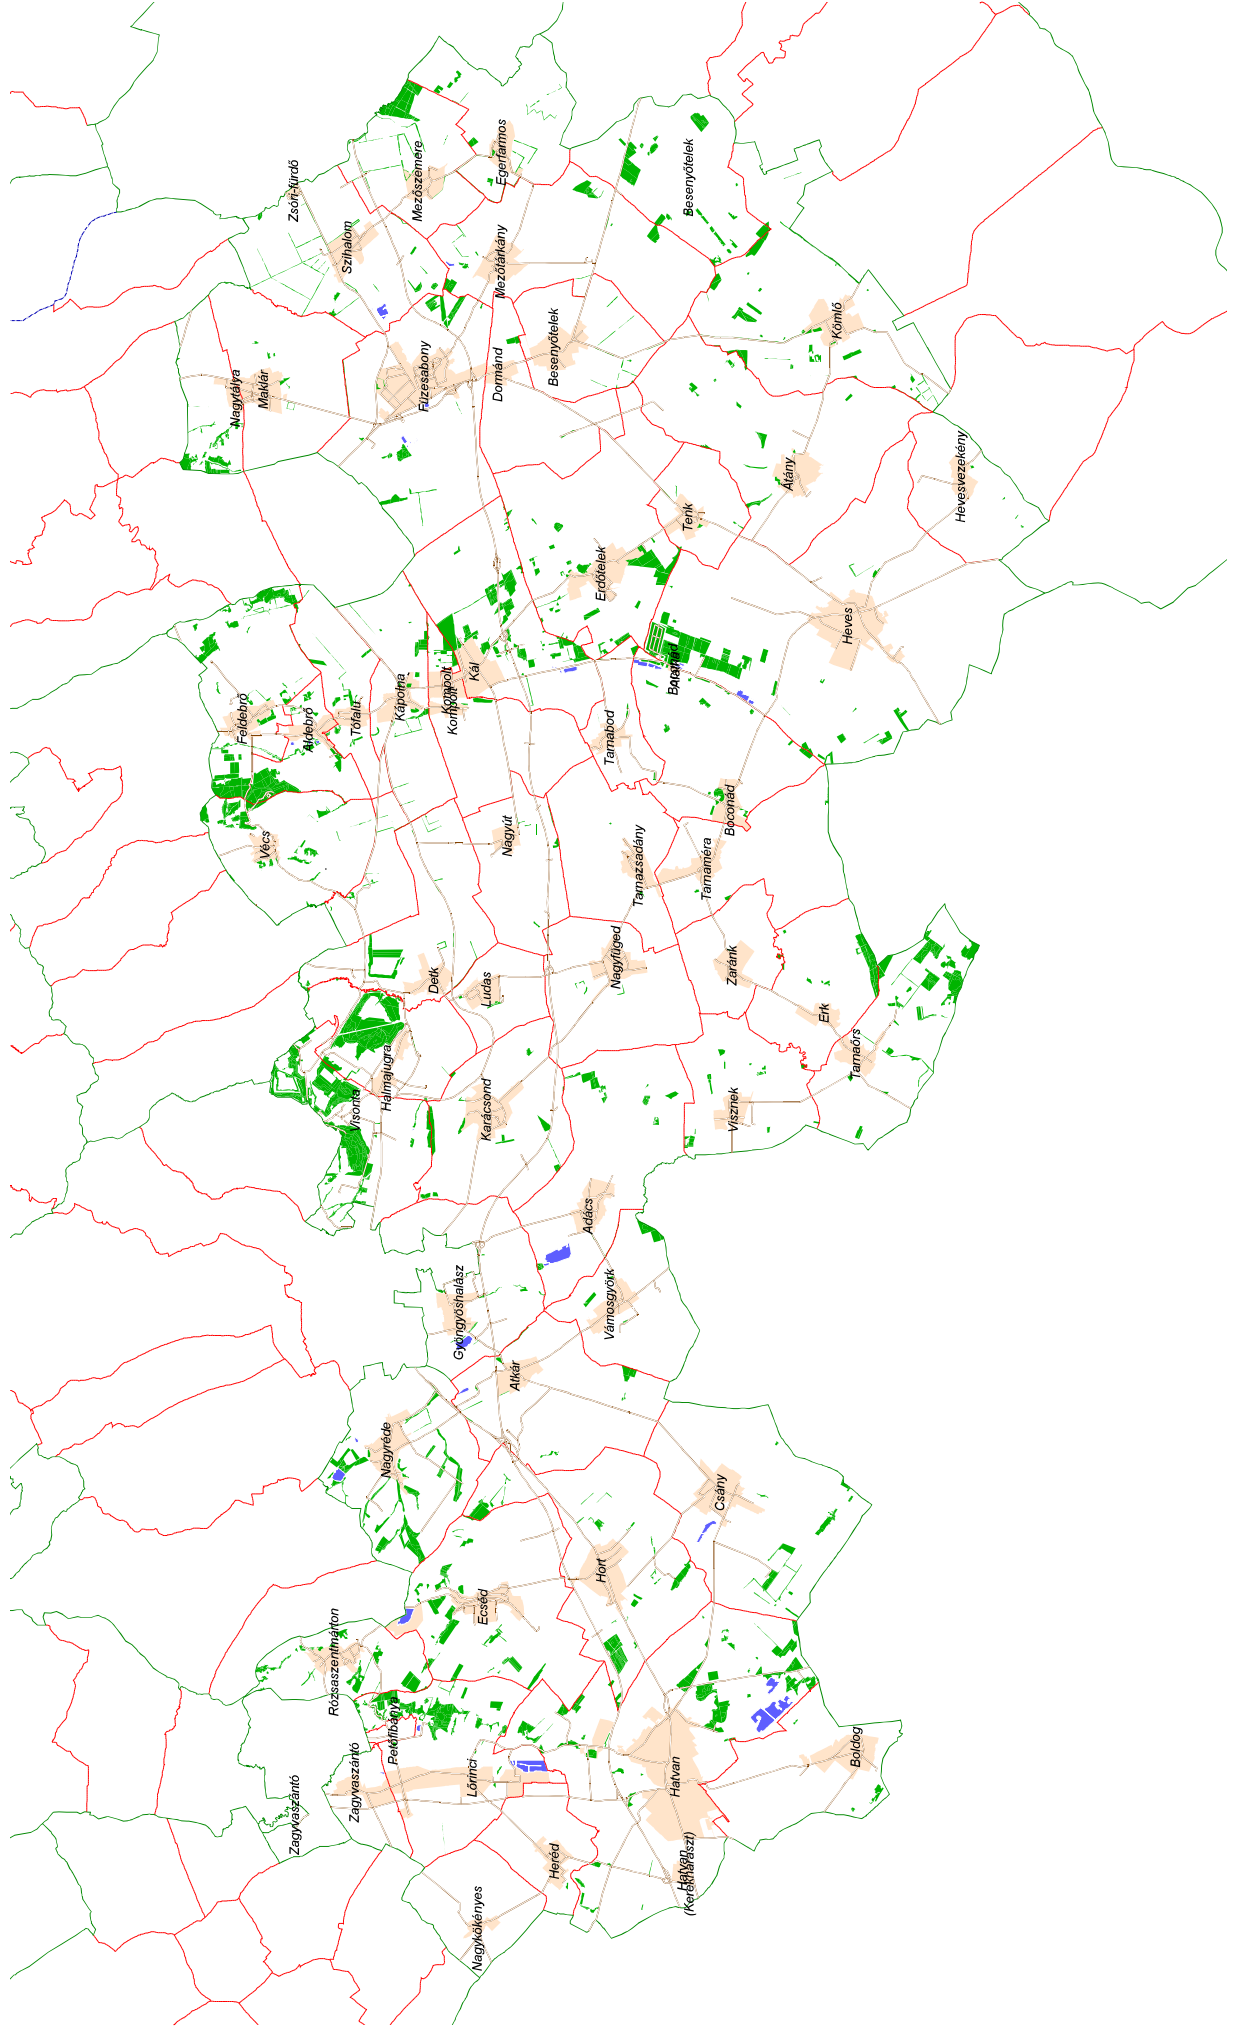 Zsóri-fürdő
Szihalom
Mezőszemere
Egerfarmos
Mezőtárkány
Besenyőtelek
Nagytálya
Maklár
Füzesabony
Dormánd
Besenyőtelek
Kömlő
Átány
Hevesvezekény
Tenk
Erdőtelek
Heves
Feldebrő
Aldebrő
Tófalu
Kápolna
Kompolt
Kompolt
Kál
Tarnabod
Boconád
Vécs
Nagyút
Tarnazsadány
Tarnaméra
Detk
Ludas
Nagyfüged
Zaránk
Erk
Tarnaörs
Halmajugra
Visonta
Karácsond
Visznek
Adács
Vámosgyörk
Gyöngyöshalász
Atkár
Nagyréde
Csány
Hort
Ecséd
Rózsaszentmárton
Petőfibánya
Zagyvaszántó
Zagyvaszántó
Lőrinci
Hatvan
Boldog
Heréd
Hatvan
(Kerekharaszt)
Nagykökényes